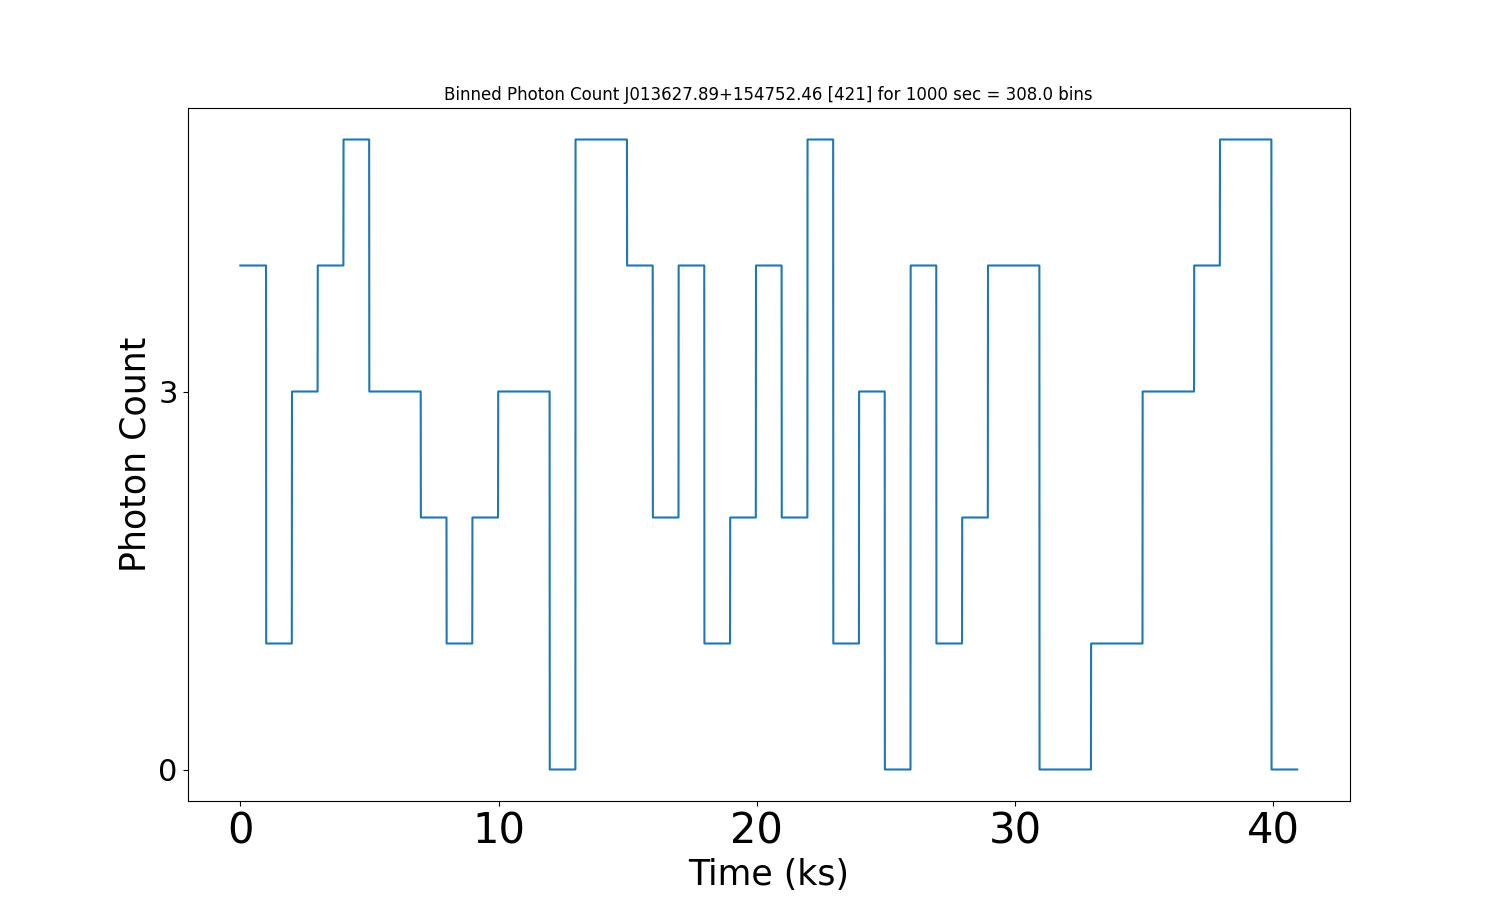 Binned Photon Count J013627.89+154752.46 [421] for 1000 sec = 308.0 bins
Photon Count
3
0
0 10 20 30 40
Time (ks)